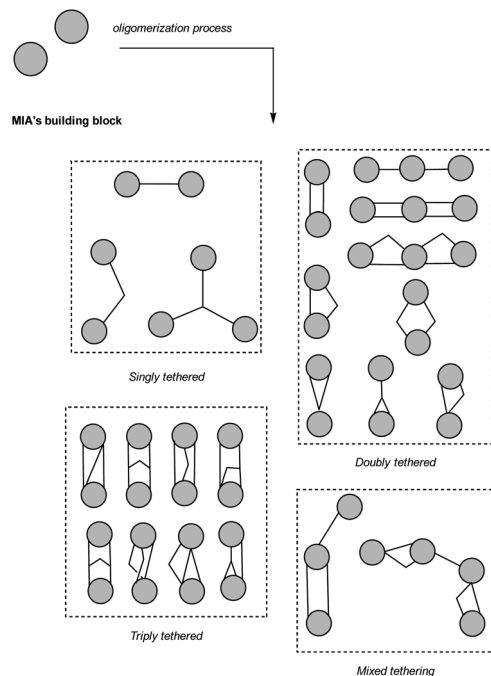 oligomerization process
MIA's building block
Singly tethered
Doubly tethered
Triply tethered
Mixed tethering